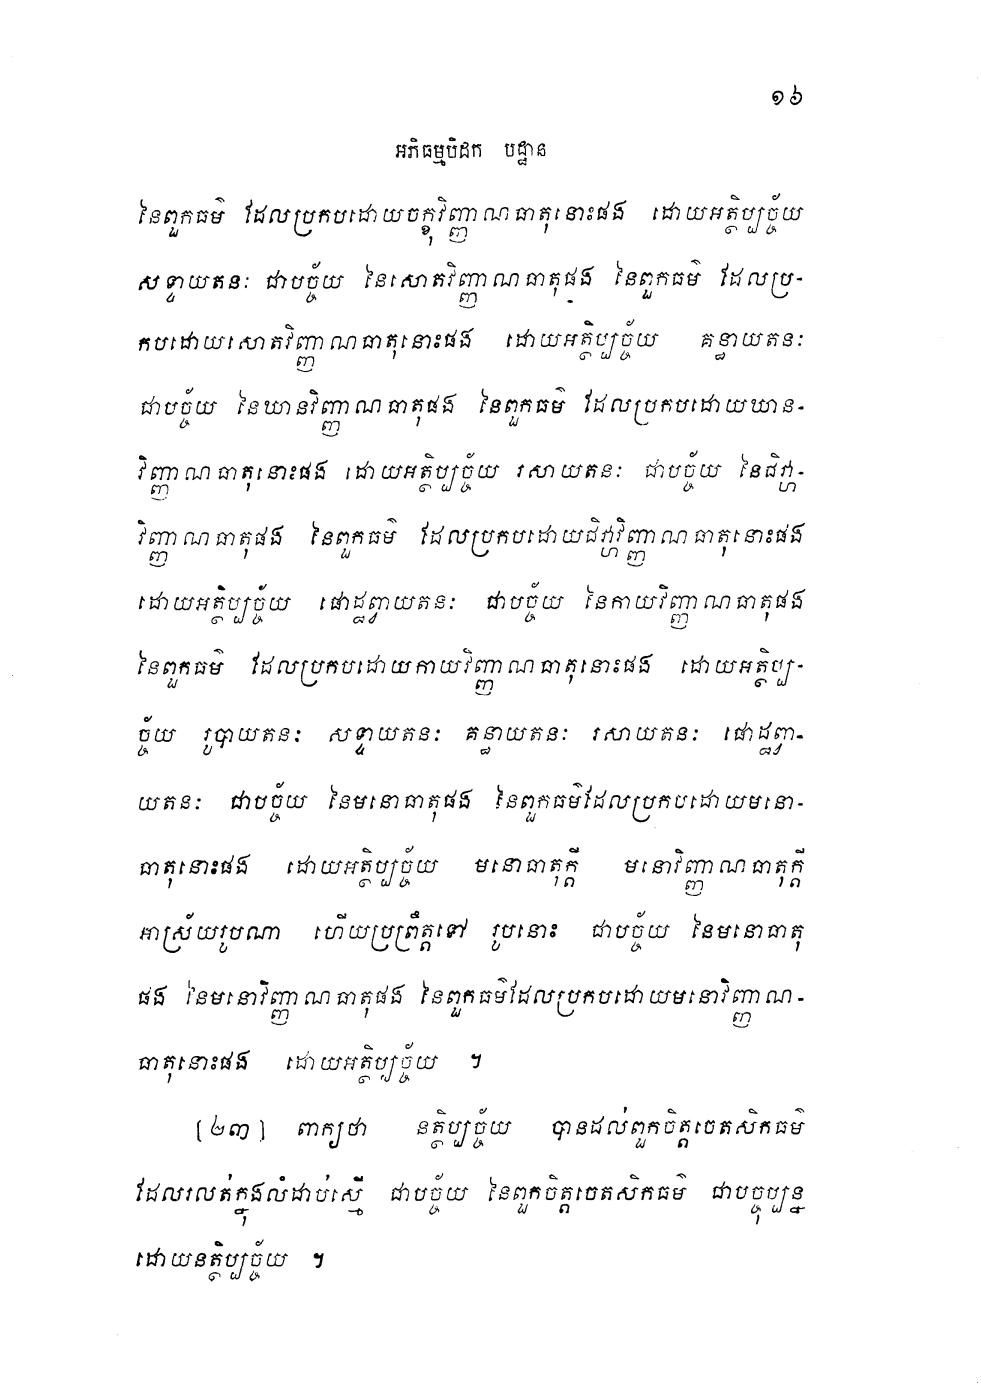 ១៦
អភិធម្មបិដក បដ្ឋាន
នៃពួកធម៌ ដែលប្រកបដោយចក្ខុវិញ្ញាណធាតុនោះផង ដោយអត្ថិប្បច្ច័យ
សទ្ទាយតនៈ ជាបច្ច័យ នៃសោតវិញ្ញាណធាតុផង នៃពួកធម៌ ដែលប្រ-
កបដោយសោតវិញ្ញាណធាតុនោះផង ដោយអត្ថិប្បច្ច័យ គន្ធាយតនៈ
ជាបច្ច័យ នៃឃានវិញ្ញាណធាតុផង នៃពួកធម៌ ដែលប្រកបដោយឃាន-
វិញ្ញាណធាតុនោះផង ដោយអត្ថិប្បច្ច័យ រសាយតនៈ ជាបច្ច័យ នៃជិវ្ហា-
វិញ្ញាណធាតុផង នៃពួកធម៌ ដែលប្រកបដោយជិវ្ហាវិញ្ញាណធាតុនោះផង
ដោយអត្ថិប្បច្ច័យ ផោដ្ឋព្វាយតនៈ ជាបច្ច័យ នៃកាយវិញ្ញាណធាតុផង
នៃពួកធម៌ ដែលប្រកបដោយកាយវិញ្ញាណធាតុនោះផង ដោយអត្ថិប្ប-
ច្ច័យ រូបាយតនៈ សទ្ទាយតនៈ គន្ធាយតនៈ រសាយតនៈ ផោដ្ឋព្វា-
យតនៈ ជាបច្ច័យ នៃមនោធាតុផង នៃពួកធម៌ដែលប្រកបដោយមនោ-
ធាតុនោះផង ដោយអត្ថិប្បច្ច័យ មនោធាតុក្តី មនោវិញ្ញាណធាតុក្តី
អាស្រ័យរូបណា ហើយប្រព្រឹត្តទៅ រូបនោះ ជាបច្ច័យ នៃមនោធាតុ
ផង នៃមនោវិញ្ញាណធាតុផង នៃពួកធម៌ដែលប្រកបដោយមនោវិញ្ញាណ-
ធាតុនោះផង ដោយអត្ថិប្បច្ច័យ ។
[២៣] ពាក្យថា នត្ថិប្បច្ច័យ បានដល់ពួកចិត្តចេតសិកធម៌
ដែលរលត់ក្នុងលំដាប់ស្មើ ជាបច្ច័យ នៃពួកចិត្តចេតសិកធម៌ ជាបច្ចុប្បន្ន
ដោយនត្ថិប្បច្ច័យ ។